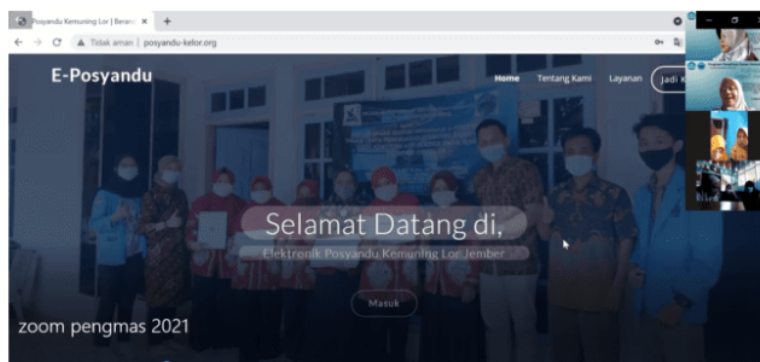 Posyandu Kemuning Lor | Beran
Tidak aman | posyandu-kelor.org
E-Posyandu
Home Tentang Kami Layanan Jadi K
Selamat Datang di,
Elektronik Posyandu Kemuning Lor Jember
Masuk
zoom pengmas 2021